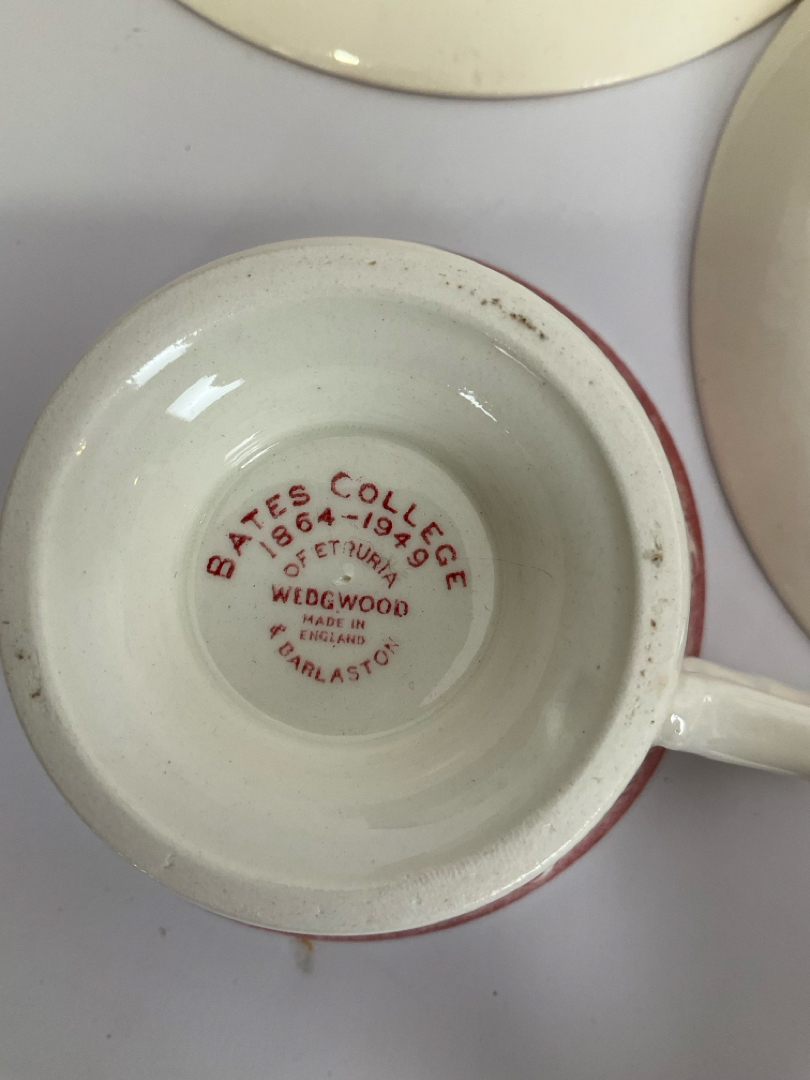 BATES COLLEGE
1864-1949
OF ETRURIA
WEDGWOOD
MADE IN
ENGLAND
& BARLASTON